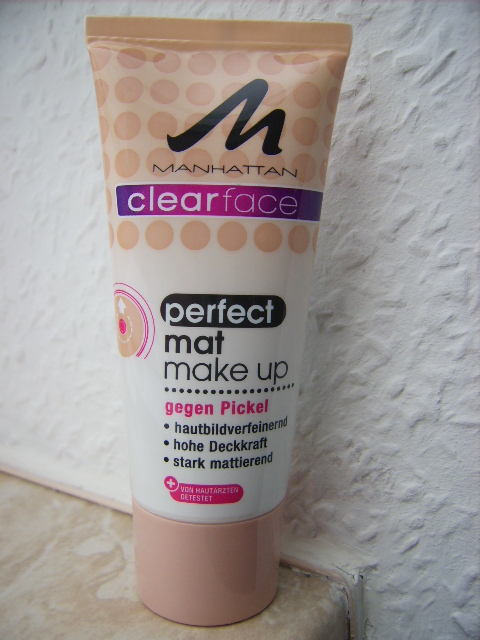 M
MANHATTAN
clearface
perfect
mat
make up
gegen Pickel
• hautbildverfeinernd
• hohe Deckkraft
• stark mattierend
VON HAUTÄRZTEN
GETESTET